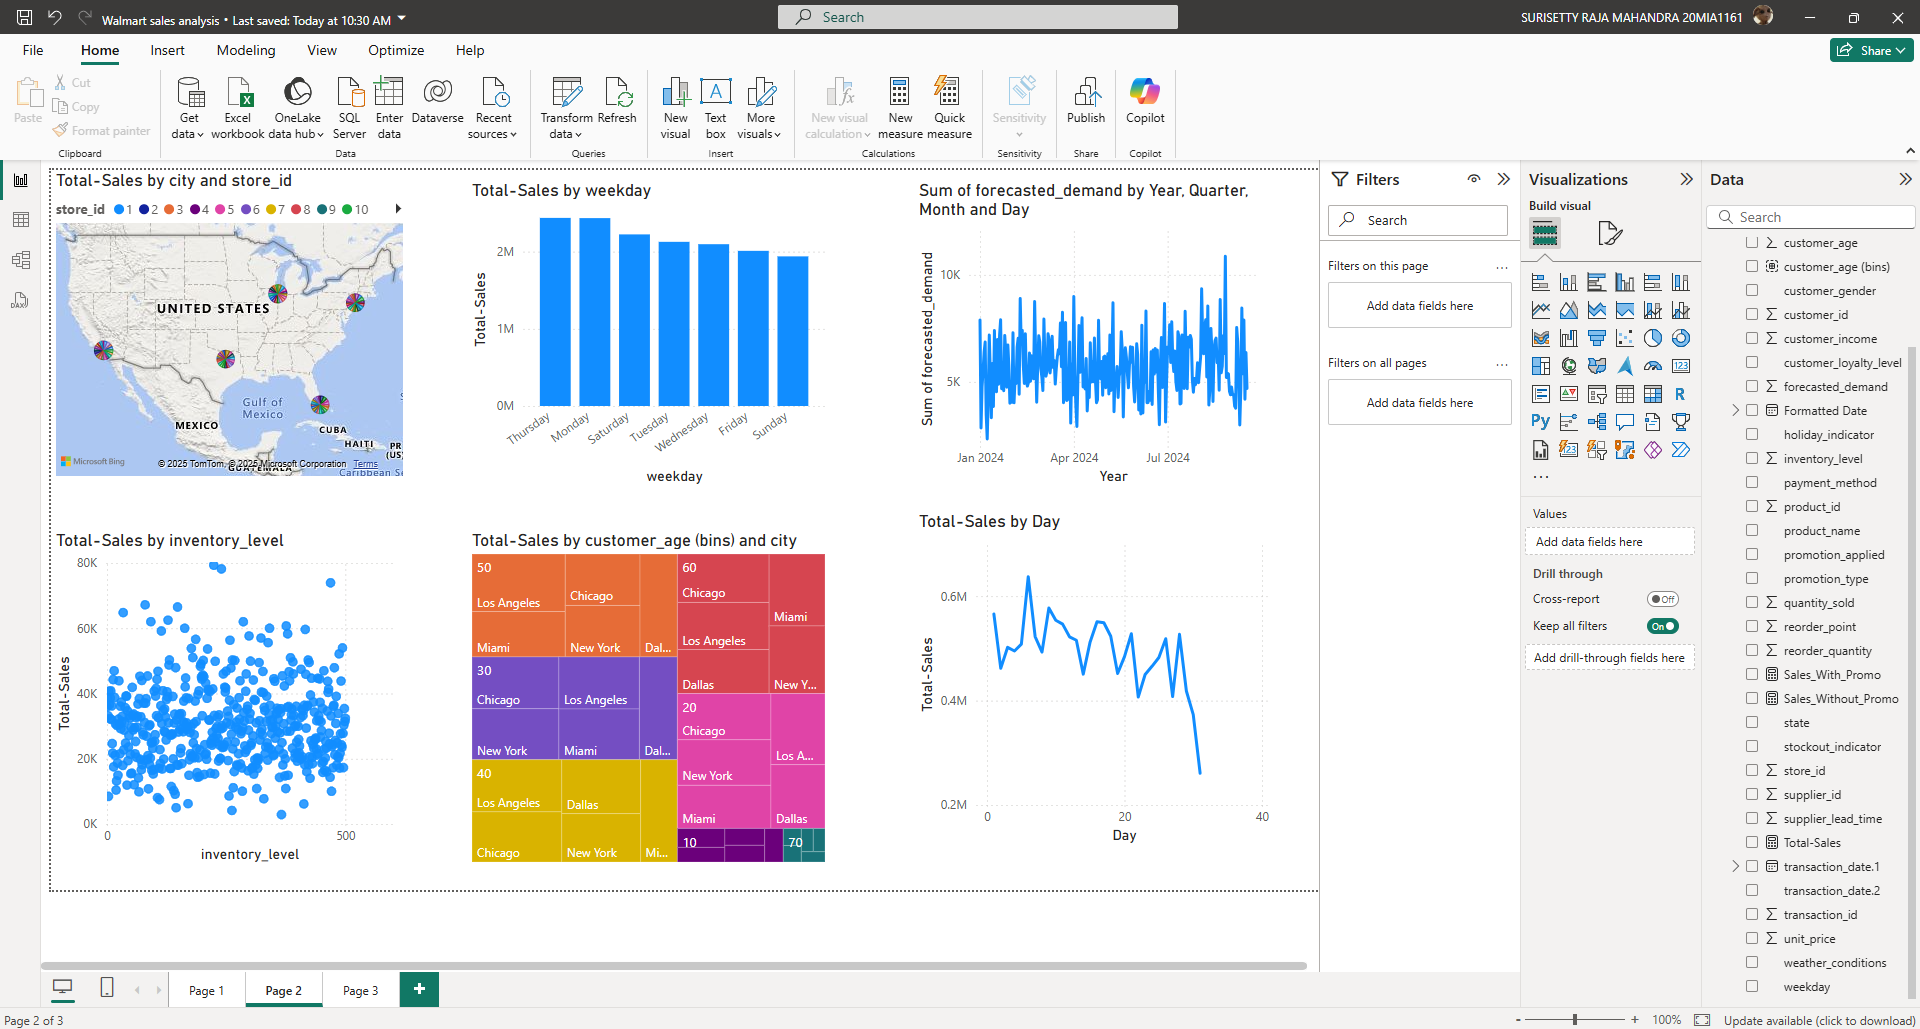 Walmart sales analysis • Last saved: Today at 10:30 AM
Search
SURISETTY RAJA MAHANDRA 20MIA1161
File Home Insert Modeling View Optimize Help
Share
Paste
Cut
Copy
Format painter
Clipboard
Get data
Excel workbook
OneLake data hub
SQL Server
Enter data
Dataverse
Recent sources
Data
Transform data
Refresh
Queries
New visual
Text box
More visuals
Insert
New visual calculation
New measure
Quick measure
Calculations
Sensitivity
Sensitivity
Publish
Share
Copilot
Copilot
DAX
Total-Sales by city and store_id
store_id 1 2 3 4 5 6 7 8 9 10
UNITED STATES
Gulf of
Mexico
MEXICO
CUBA
HAITI
PR
(US
GUATEMALA
Caribbean S
Microsoft Bing
© 2025 TomTom, © 2025 Microsoft Corporation Terms
Total-Sales by weekday
Total-Sales
2M
1M
0M
Thursday
Monday
Saturday
Tuesday
Wednesday
Friday
Sunday
weekday
Sum of forecasted_demand by Year, Quarter,
Month and Day
Sum of forecasted_demand
10K
5K
Jan 2024 Apr 2024 Jul 2024
Year
Total-Sales by inventory_level
Total-Sales
80K
60K
40K
20K
0K
0 500
inventory_level
Total-Sales by customer_age (bins) and city
50
Los Angeles
Chicago
Miami
New York
Dal...
60
Chicago
Miami
Los Angeles
Dallas
New Y...
30
Chicago
Los Angeles
New York
Miami
Dal...
20
Chicago
Los A...
New York
Miami
Dallas
40
Los Angeles
Dallas
Chicago
New York
Mi...
10
70
Total-Sales by Day
Total-Sales
0.6M
0.4M
0.2M
0 20 40
Day
Filters
Search
Filters on this page ...
Add data fields here
Filters on all pages ...
Add data fields here
Visualizations
Build visual
123
R
Py
...
Values
Add data fields here
Drill through
Cross-report Off
Keep all filters On
Add drill-through fields here
Data
Search
customer_age
customer_age (bins)
customer_gender
customer_id
customer_income
customer_loyalty_level
forecasted_demand
Formatted Date
holiday_indicator
inventory_level
payment_method
product_id
product_name
promotion_applied
promotion_type
quantity_sold
reorder_point
reorder_quantity
Sales_With_Promo
Sales_Without_Promo
state
stockout_indicator
store_id
supplier_id
supplier_lead_time
Total-Sales
transaction_date.1
transaction_date.2
transaction_id
unit_price
weather_conditions
weekday
Page 1
Page 2
Page 3
+
Page 2 of 3
- + 100%
Update available (click to download)